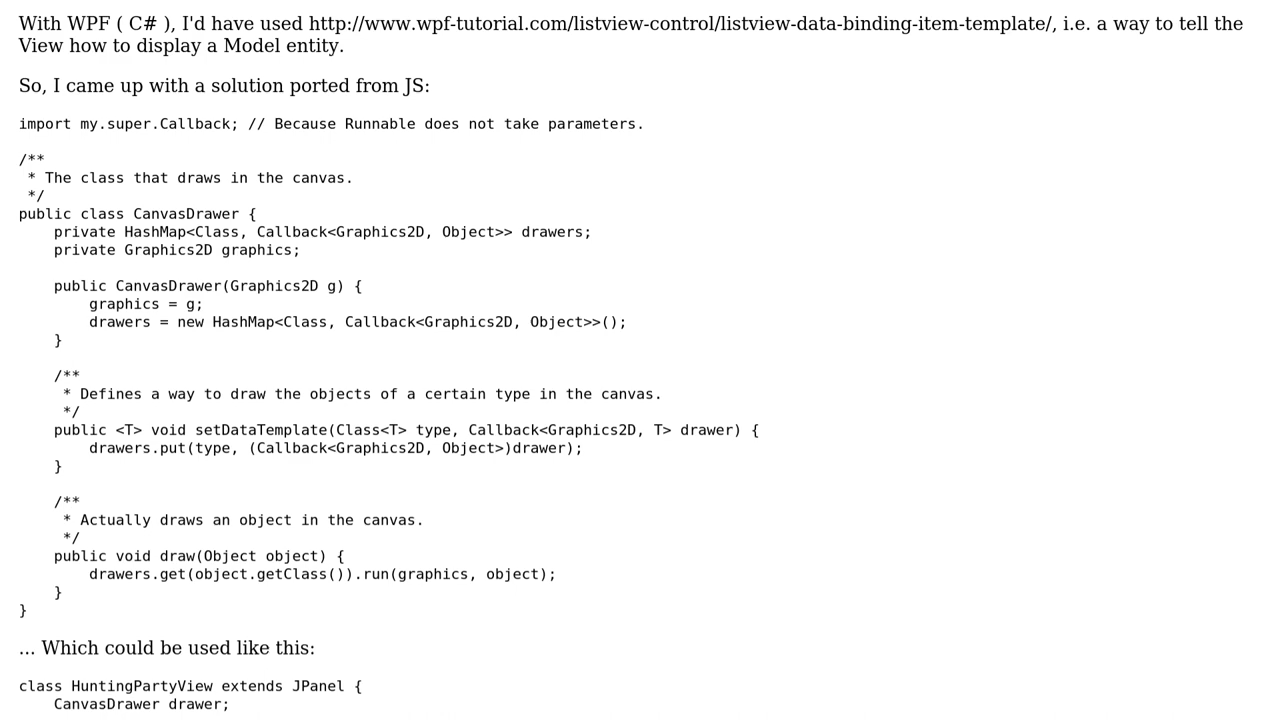 With WPF ( C# ), I'd have used http://www.wpf-tutorial.com/listview-control/listview-data-binding-item-template/, i.e. a way to tell the
View how to display a Model entity.
So, I came up with a solution ported from JS:
import my.super.Callback; // Because Runnable does not take parameters.
/**
 * The class that draws in the canvas.
 */
public class CanvasDrawer {
    private HashMap<Class, Callback<Graphics2D, Object>> drawers;
    private Graphics2D graphics;
    public CanvasDrawer(Graphics2D g) {
        graphics = g;
        drawers = new HashMap<Class, Callback<Graphics2D, Object>>();
    }
    /**
     * Defines a way to draw the objects of a certain type in the canvas.
     */
    public <T> void setDataTemplate(Class<T> type, Callback<Graphics2D, T> drawer) {
        drawers.put(type, (Callback<Graphics2D, Object>)drawer);
    }
    /**
     * Actually draws an object in the canvas.
     */
    public void draw(Object object) {
        drawers.get(object.getClass()).run(graphics, object);
    }
}
... Which could be used like this:
class HuntingPartyView extends JPanel {
    CanvasDrawer drawer;